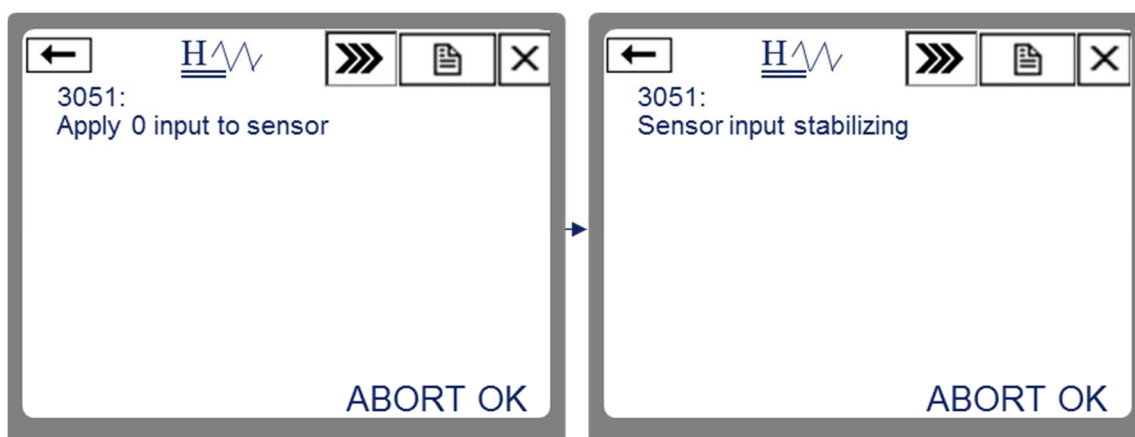 H
3051:
Apply 0 input to sensor
ABORT OK
H
3051:
Sensor input stabilizing
ABORT OK